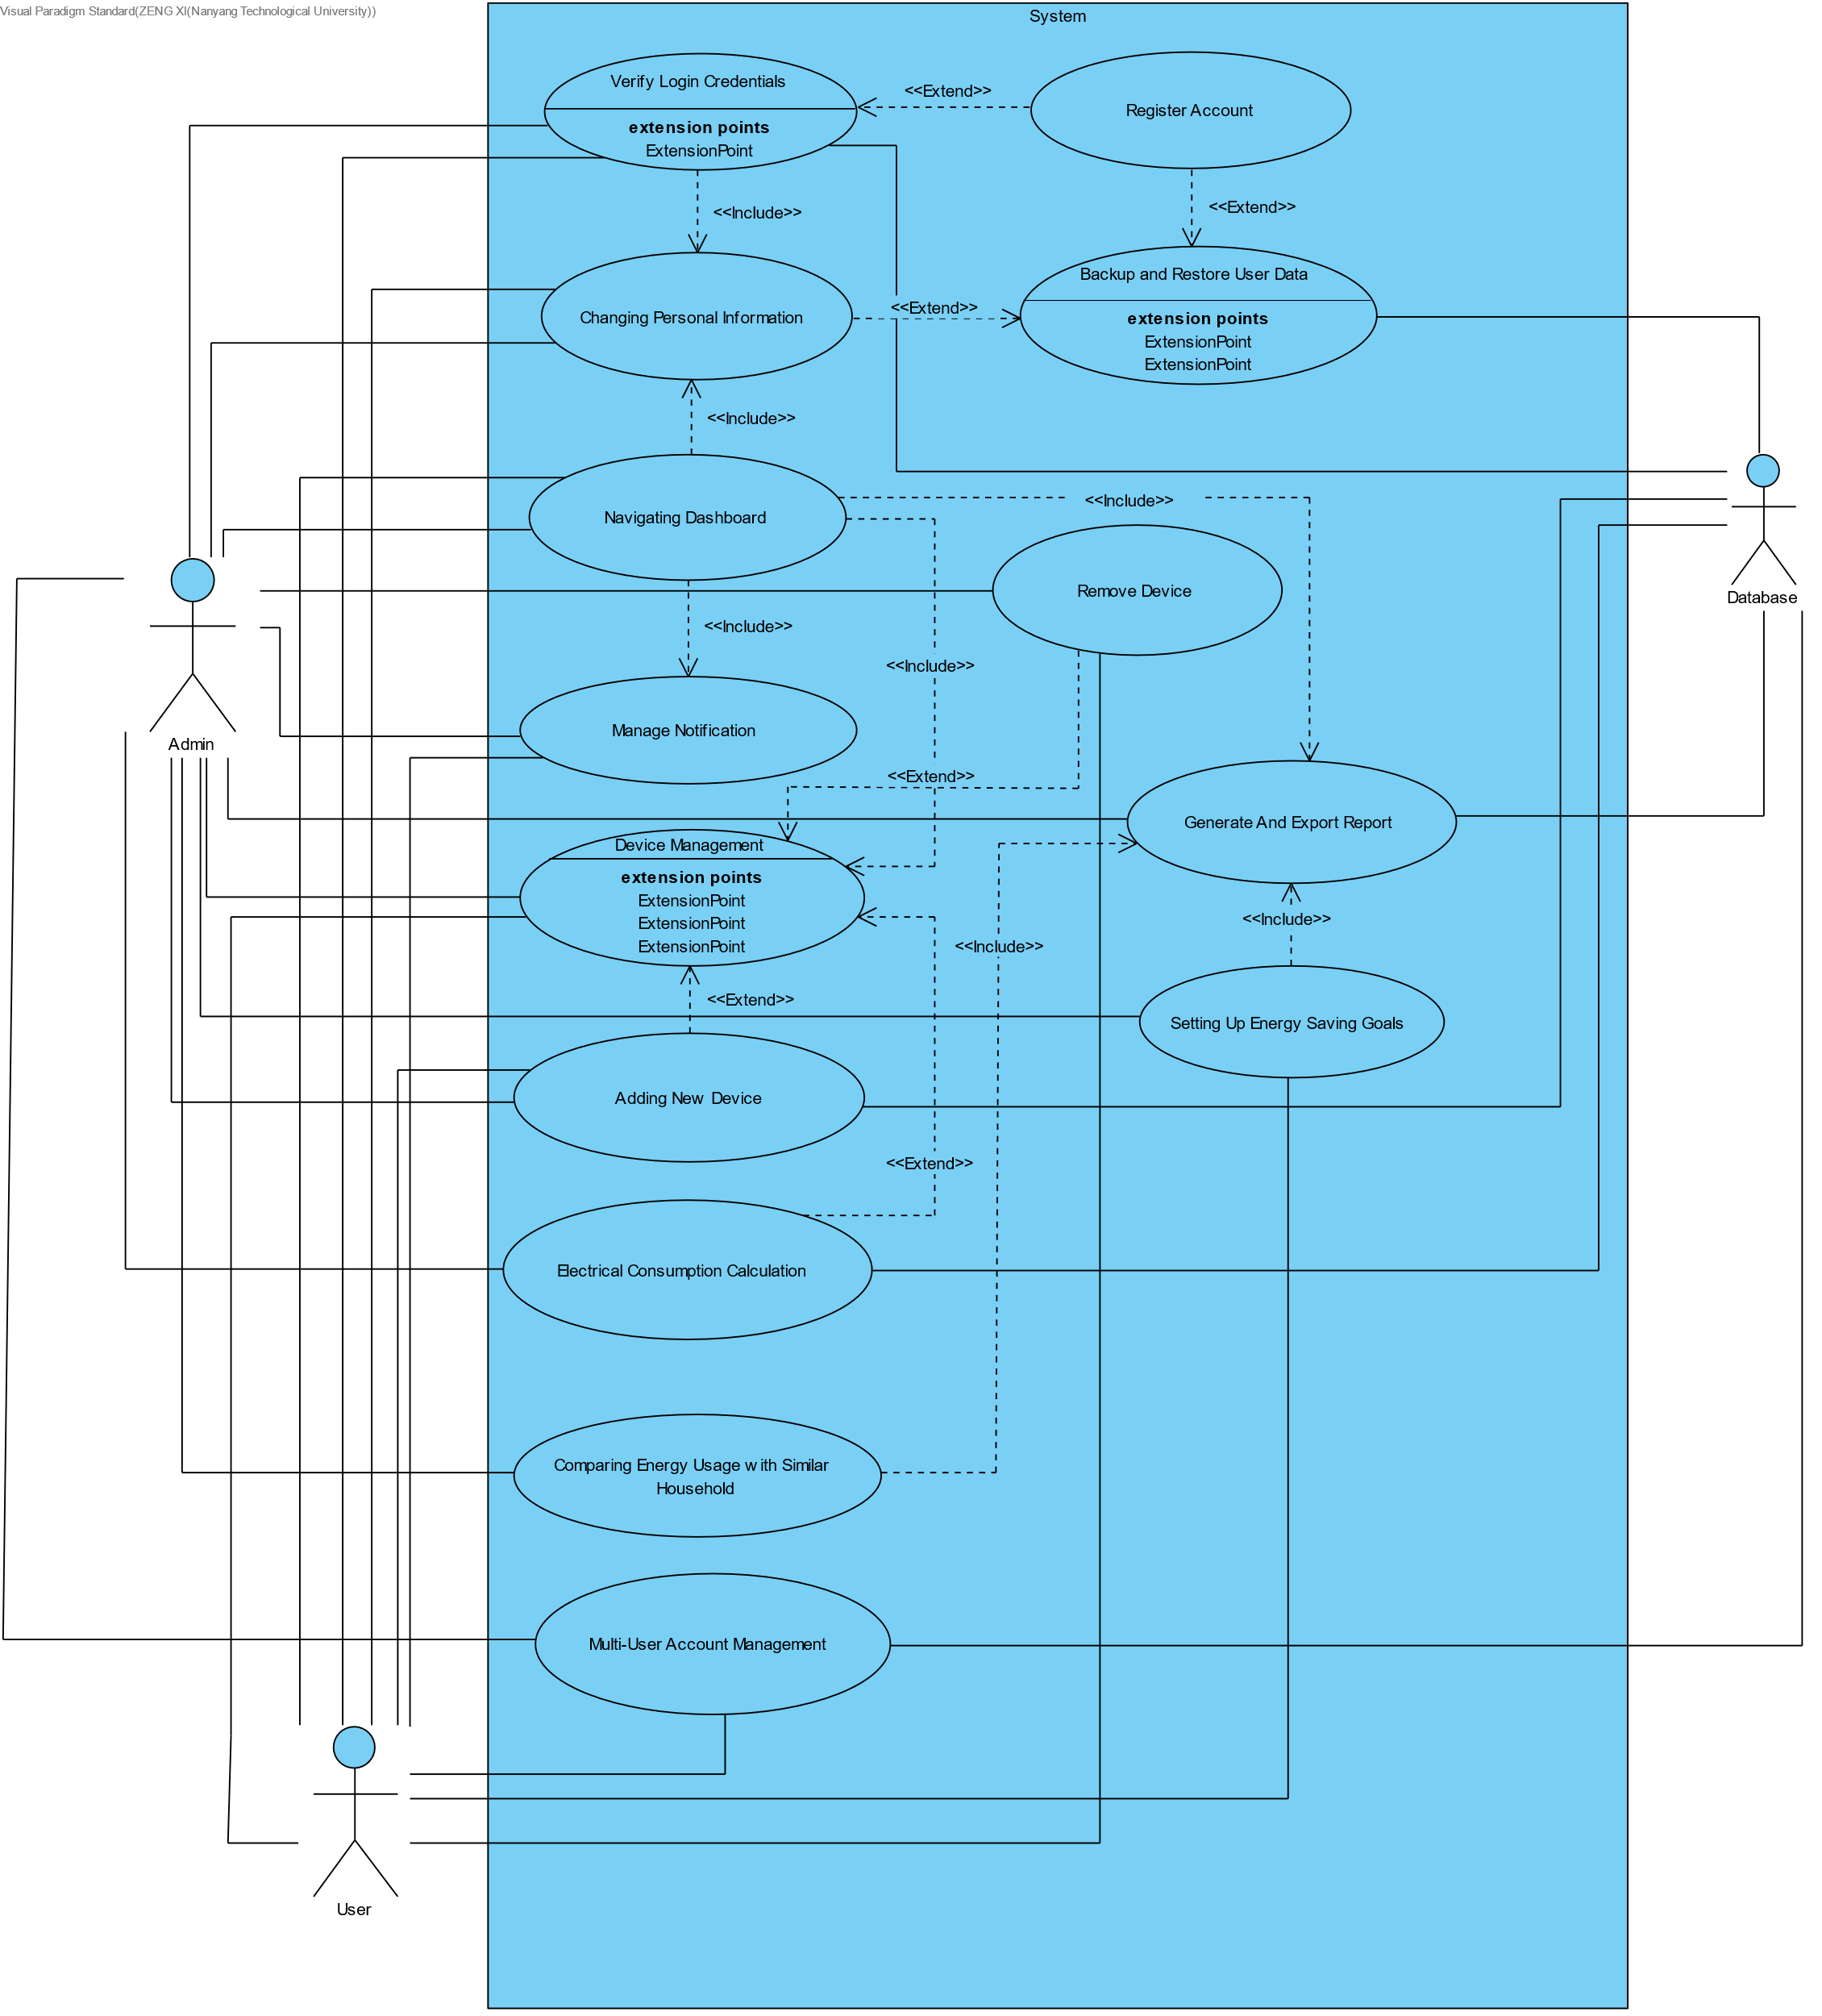 Visual Paradigm Standard(ZENG XI(Nanyang Technological University))
System
Verify Login Credentials
extension points
ExtensionPoint
<<Extend>>
Register Account
<<Include>>
<<Extend>>
Changing Personal Information
<<Extend>>
Backup and Restore User Data
extension points
ExtensionPoint
ExtensionPoint
<<Include>>
Navigating Dashboard
<<Include>>
Remove Device
Database
<<Include>>
<<Include>>
Manage Notification
Admin
<<Extend>>
Generate And Export Report
Device Management
extension points
ExtensionPoint
ExtensionPoint
ExtensionPoint
<<Include>>
<<Include>>
<<Extend>>
Setting Up Energy Saving Goals
Adding New Device
<<Extend>>
Electrical Consumption Calculation
Comparing Energy Usage with Similar
Household
Multi-User Account Management
User